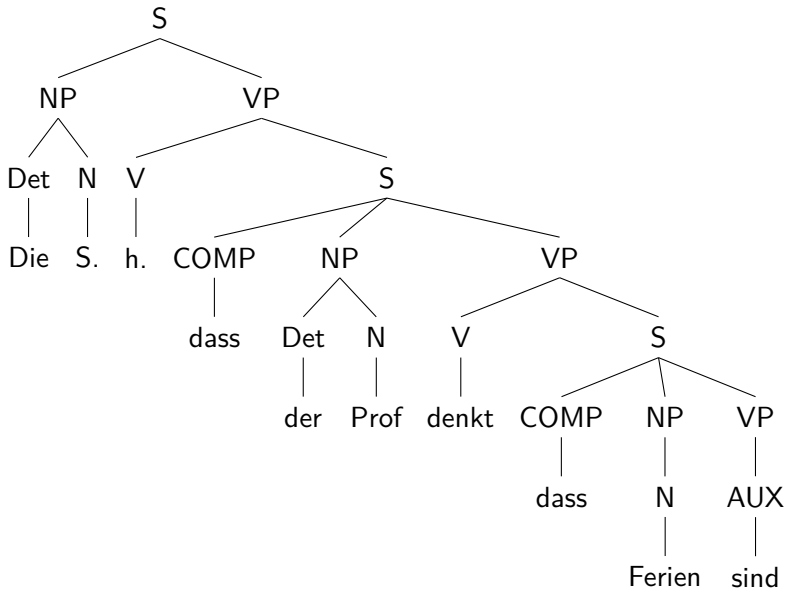 S
NP VP
Det N V S
Die S. h. COMP NP VP
dass Det N V S
der Prof denkt COMP NP VP
dass N AUX
Ferien sind